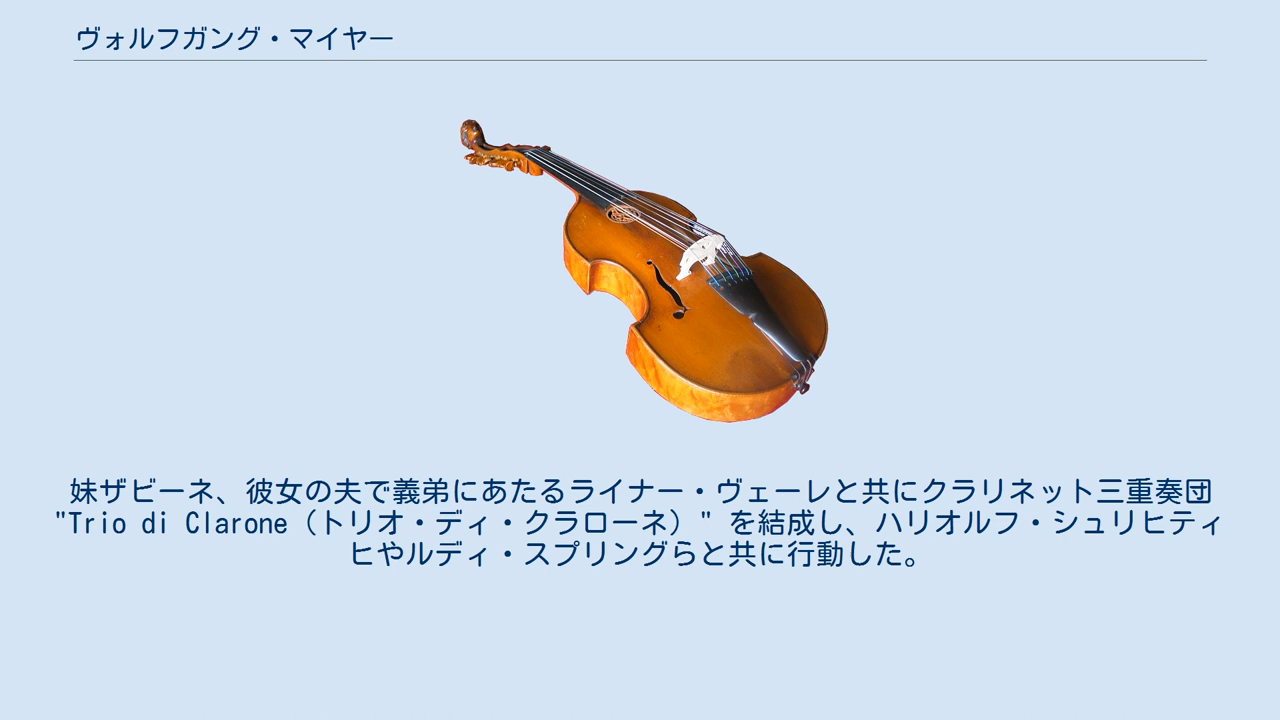 ヴォルフガング・マイヤー
妹ザビーネ、彼女の夫で義弟にあたるライナー・ヴェーレと共にクラリネット三重奏団
"Trio di Clarone（トリオ・ディ・クラローネ）" を結成し、ハリオルフ・シュリヒティ
ヒやルディ・スプリングらと共に行動した。